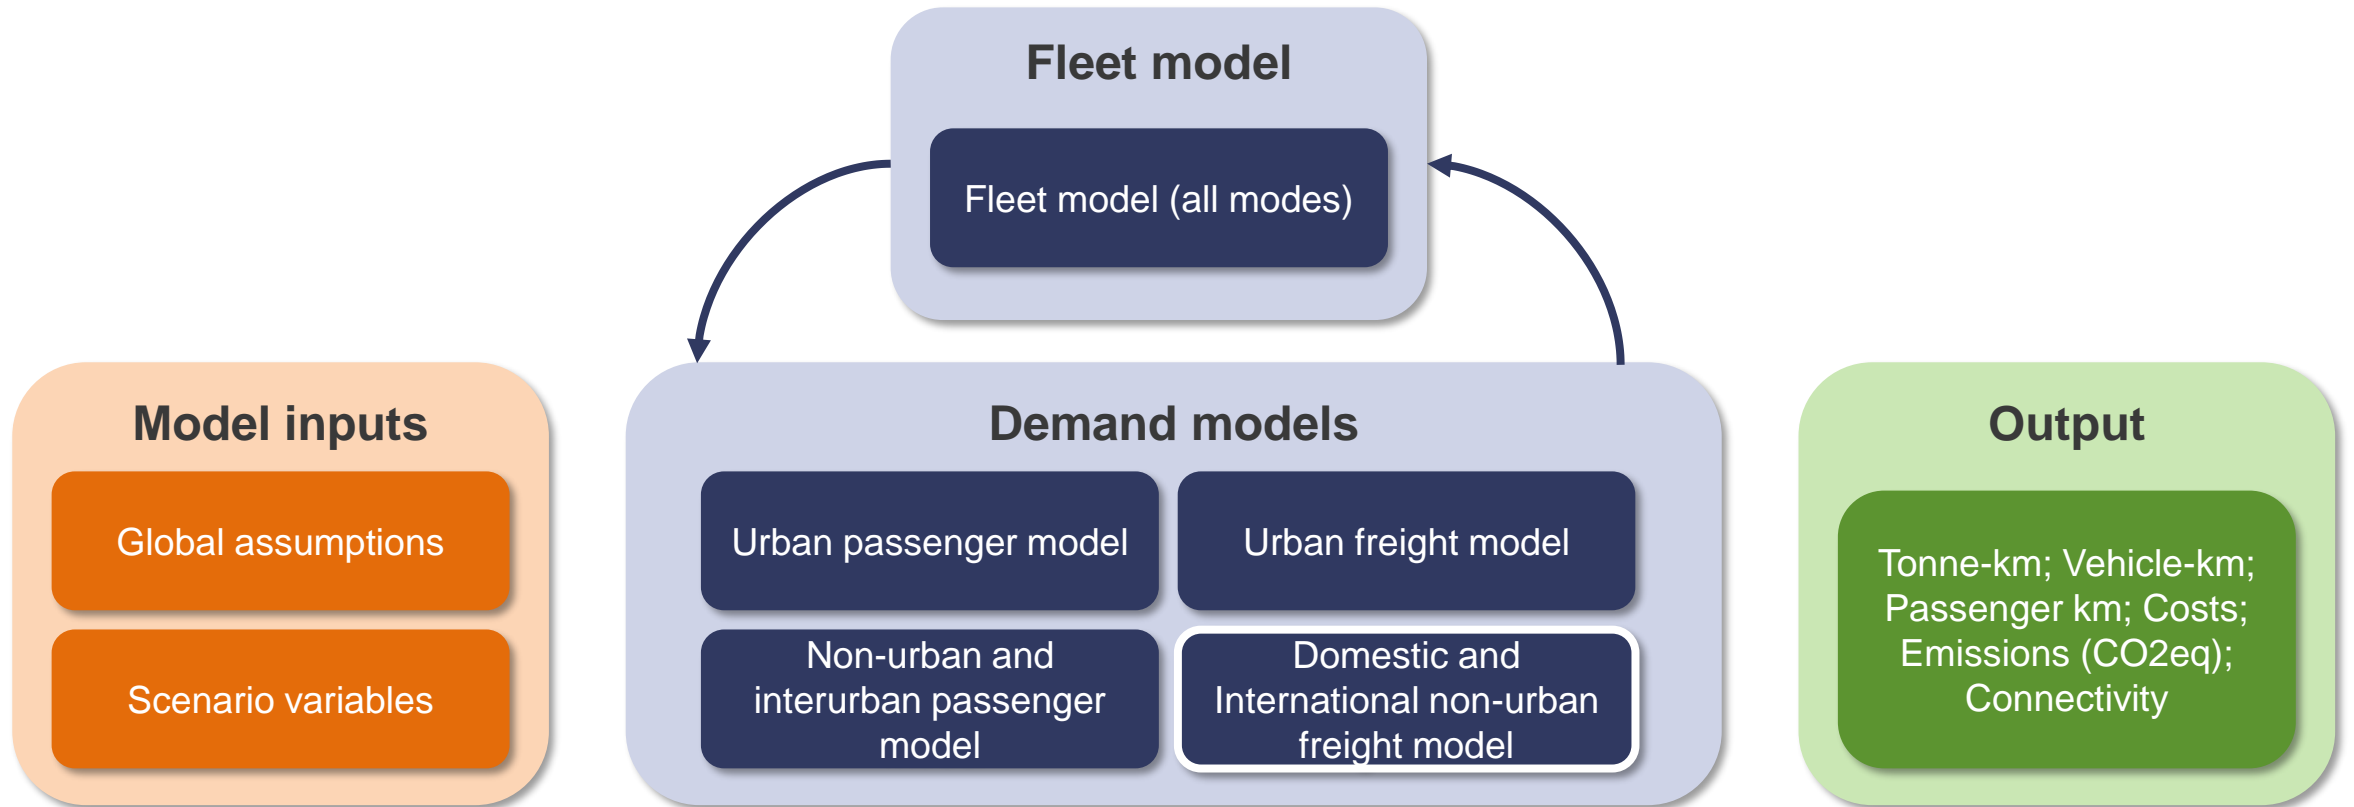 Fleet model
Fleet model (all modes)
Model inputs
Global assumptions
Scenario variables
Demand models
Urban passenger model
Urban freight model
Non-urban and
interurban passenger
model
Domestic and
International non-urban
freight model
Output
Tonne-km; Vehicle-km;
Passenger km; Costs;
Emissions (CO2eq);
Connectivity